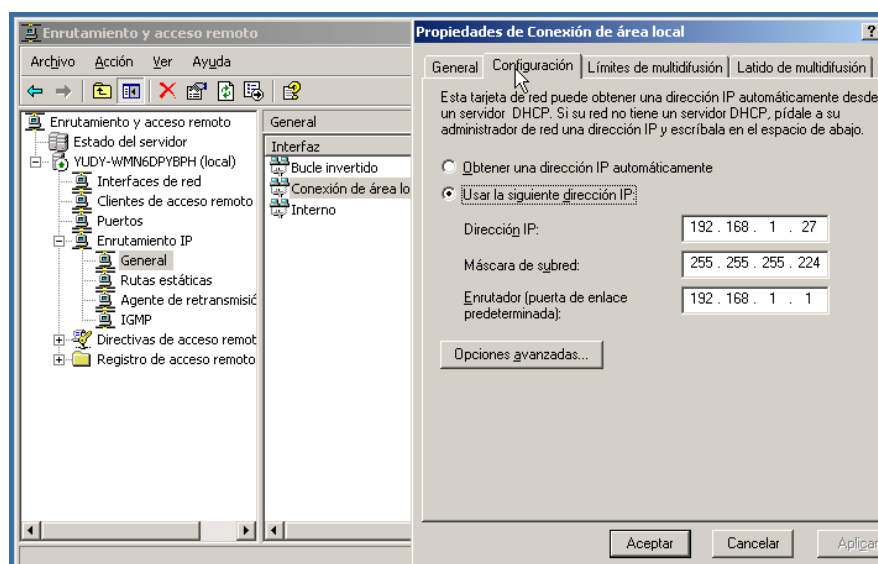 Enrutamiento y acceso remoto
Archivo Acción Ver Ayuda
Enrutamiento y acceso remoto
Estado del servidor
YUDY-WMN6DPYBPH (local)
Interfaces de red
Clientes de acceso remoto
Puertos
Enrutamiento IP
General
Rutas estáticas
Agente de retransmisió
IGMP
Directivas de acceso remot
Registro de acceso remoto
General
Interfaz
Bucle invertido
Conexión de área lo
Interno
Propiedades de Conexión de área local ?
General Configuración Límites de multidifusión Latido de multidifusión
Esta tarjeta de red puede obtener una dirección IP automáticamente desde
un servidor DHCP. Si su red no tiene un servidor DHCP, pídale a su
administrador de red una dirección IP y escríbala en el espacio de abajo.
Obtener una dirección IP automáticamente
Usar la siguiente dirección IP:
Dirección IP: 192 . 168 . 1 . 27
Máscara de subred: 255 . 255 . 255 . 224
Enrutador (puerta de enlace
predeterminada): 192 . 168 . 1 . 1
Opciones avanzadas...
Aceptar Cancelar Aplicar